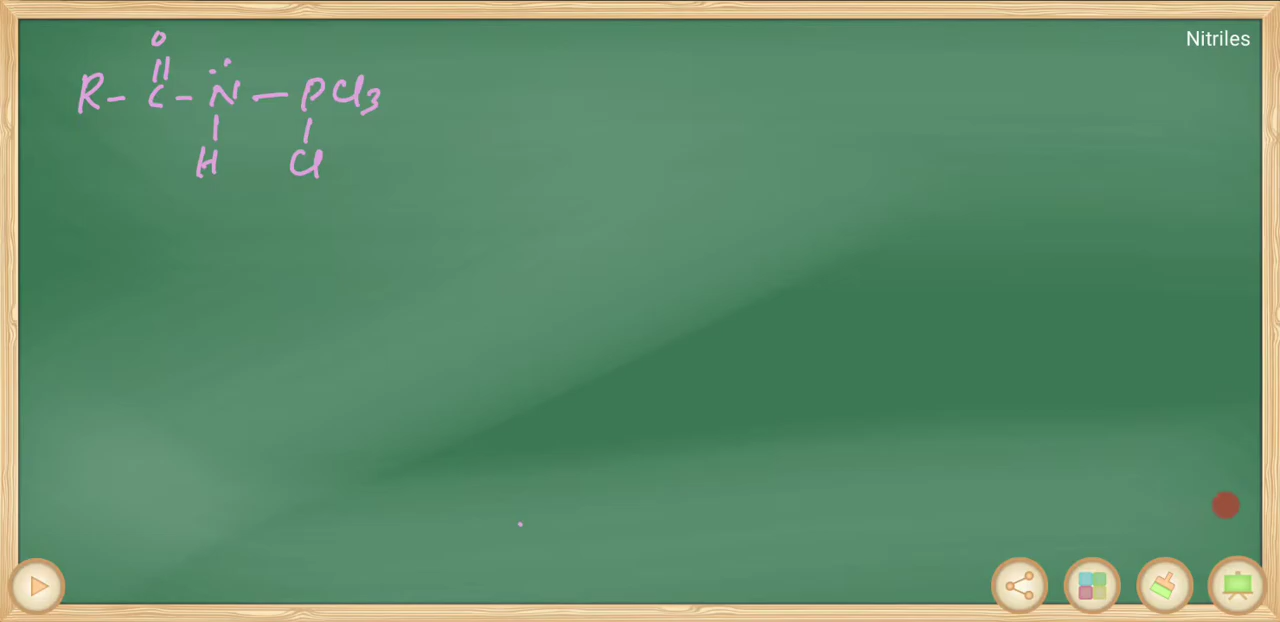 Nitriles
O
||
R - C - N̈ - PCl3
| |
H Cl